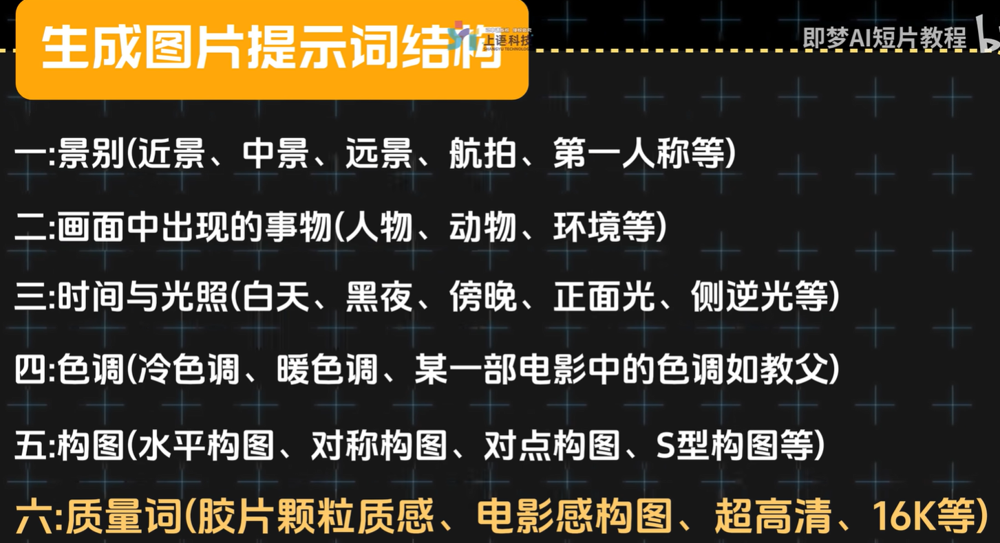 生成图片提示词结构
上语科技
SHANGYU TECHNOLOGY
即梦AI短片教程
一:景别(近景、中景、远景、航拍、第一人称等)
二:画面中出现的事物(人物、动物、环境等)
三:时间与光照(白天、黑夜、傍晚、正面光、侧逆光等)
四:色调(冷色调、暖色调、某一部电影中的色调如教父)
五:构图(水平构图、对称构图、对点构图、S型构图等)
六:质量词(胶片颗粒质感、电影感构图、超高清、16K等)